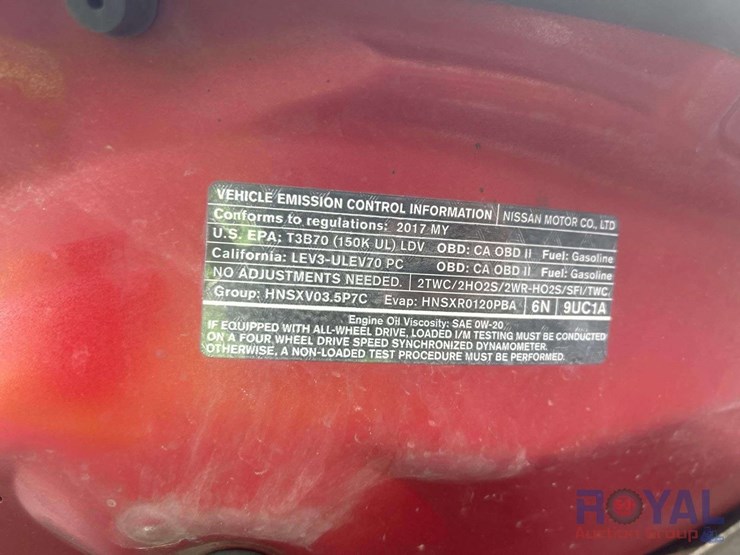 VEHICLE EMISSION CONTROL INFORMATION NISSAN MOTOR CO., LTD
Conforms to regulations: 2017 MY
U.S. EPA: T3B70 (150K UL) LDV OBD: CA OBD II Fuel: Gasoline
California: LEV3-ULEV70 PC OBD: CA OBD II Fuel: Gasoline
NO ADJUSTMENTS NEEDED. 2TWC/2HO2S/2WR-HO2S/SFI/TWC
Group: HNSXV03.5P7C Evap: HNSXR0120PBA 6N 9UC1A
Engine Oil Viscosity: SAE 0W-20
IF EQUIPPED WITH ALL-WHEEL DRIVE, LOADED I/M TESTING MUST BE CONDUCTED
ON A FOUR WHEEL DRIVE SPEED SYNCHRONIZED DYNAMOMETER.
OTHERWISE, A NON-LOADED TEST PROCEDURE MUST BE PERFORMED.
ROYAL
Auction Group